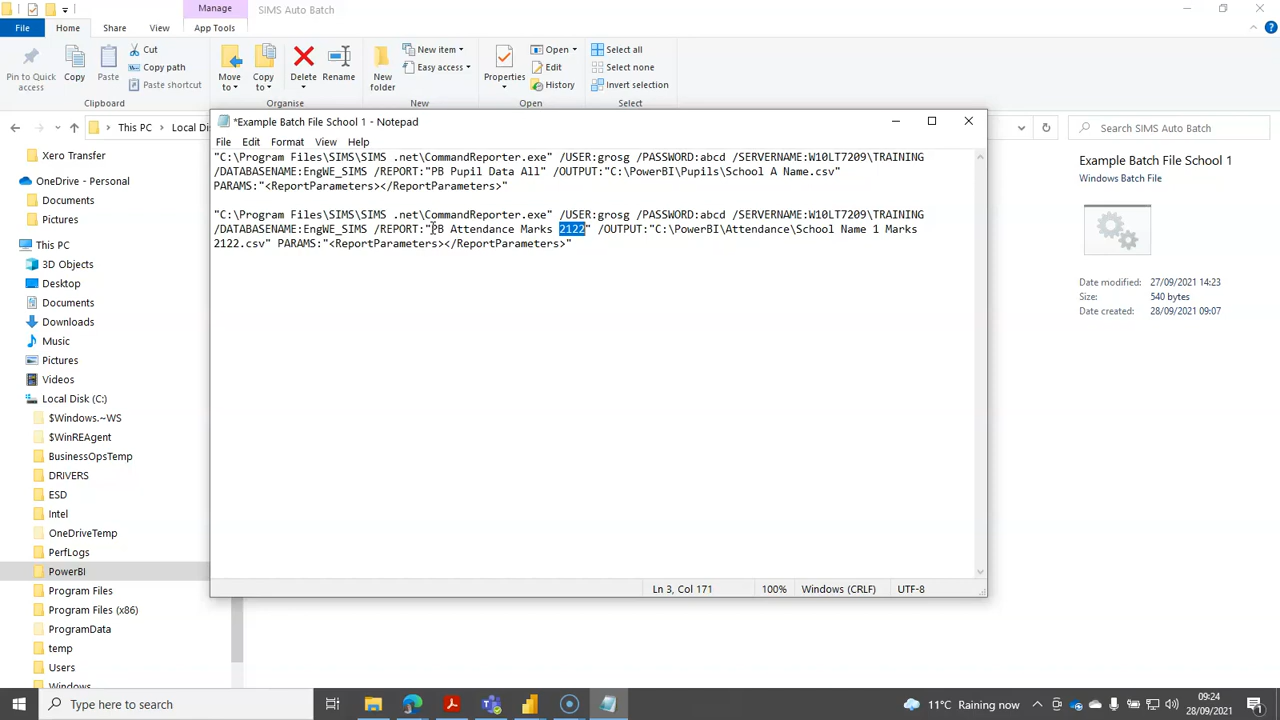 Manage
SIMS Auto Batch
File
Home
Share
View
App Tools
Pin to Quick access
Copy
Paste
Cut
Copy path
Paste shortcut
Clipboard
Move to
Copy to
Delete
Rename
Organise
New folder
New item
Easy access
New
Properties
Open
Edit
History
Open
Select all
Select none
Invert selection
Select
This PC
Local Di
Search SIMS Auto Batch
Xero Transfer
OneDrive - Personal
Documents
Pictures
This PC
3D Objects
Desktop
Documents
Downloads
Music
Pictures
Videos
Local Disk (C:)
$Windows.~WS
$WinREAgent
BusinessOpsTemp
DRIVERS
ESD
Intel
OneDriveTemp
PerfLogs
PowerBI
Program Files
Program Files (x86)
ProgramData
temp
Users
Windows
*Example Batch File School 1 - Notepad
File Edit Format View Help
"C:\Program Files\SIMS\SIMS .net\CommandReporter.exe" /USER:grosg /PASSWORD:abcd /SERVERNAME:W10LT7209\TRAINING
/DATABASENAME:EngWE_SIMS /REPORT:"PB Pupil Data All" /OUTPUT:"C:\PowerBI\Pupils\School A Name.csv"
PARAMS:"<ReportParameters></ReportParameters>"
"C:\Program Files\SIMS\SIMS .net\CommandReporter.exe" /USER:grosg /PASSWORD:abcd /SERVERNAME:W10LT7209\TRAINING
/DATABASENAME:EngWE_SIMS /REPORT:"PB Attendance Marks 2122" /OUTPUT:"C:\PowerBI\Attendance\School Name 1 Marks
2122.csv" PARAMS:"<ReportParameters></ReportParameters>"
Ln 3, Col 171
100%
Windows (CRLF)
UTF-8
Example Batch File School 1
Windows Batch File
Date modified: 27/09/2021 14:23
Size: 540 bytes
Date created: 28/09/2021 09:07
Type here to search
11°C Raining now
09:24
28/09/2021